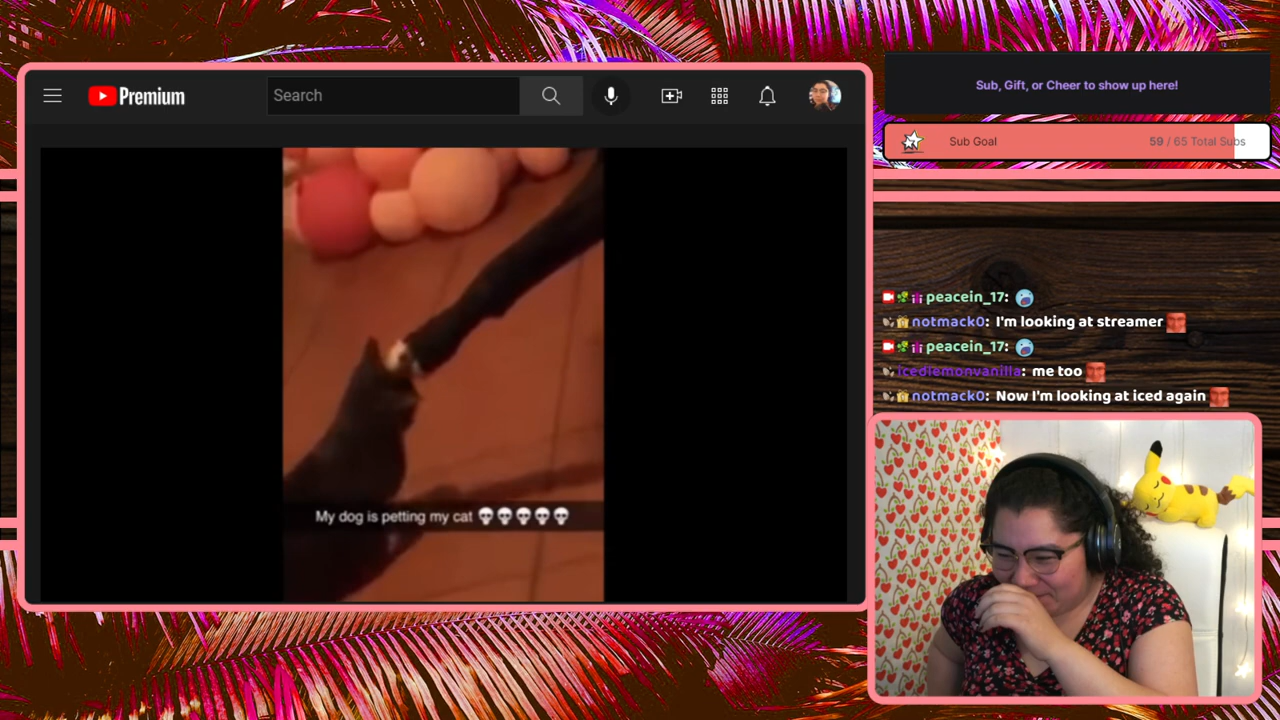 Premium
Search
Sub, Gift, or Cheer to show up here!
Sub Goal 59 / 65 Total Subs
peacein_17:
notmack0: I'm looking at streamer
peacein_17:
icedlemonvanilla: me too
notmack0: Now I'm looking at iced again
My dog is petting my cat 💀💀💀💀💀